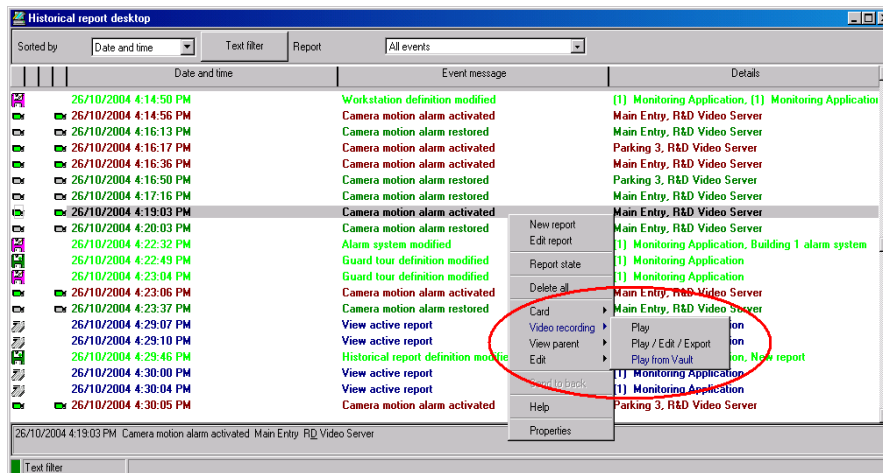 Historical report desktop
Sorted by Date and time Text filter Report All events
Date and time Event message Details
26/10/2004 4:14:50 PM Workstation definition modified (1) Monitoring Application, (1) Monitoring Application
26/10/2004 4:14:56 PM Camera motion alarm activated Main Entry, R&D Video Server
26/10/2004 4:16:13 PM Camera motion alarm restored Main Entry, R&D Video Server
26/10/2004 4:16:17 PM Camera motion alarm activated Parking 3, R&D Video Server
26/10/2004 4:16:36 PM Camera motion alarm activated Main Entry, R&D Video Server
26/10/2004 4:16:50 PM Camera motion alarm restored Parking 3, R&D Video Server
26/10/2004 4:17:16 PM Camera motion alarm restored Main Entry, R&D Video Server
26/10/2004 4:19:03 PM Camera motion alarm activated Main Entry, R&D Video Server
26/10/2004 4:20:03 PM Camera motion alarm restored Main Entry, R&D Video Server
26/10/2004 4:22:32 PM Alarm system modified (1) Monitoring Application, Building 1 alarm system
26/10/2004 4:22:49 PM Guard tour definition modified (1) Monitoring Application
26/10/2004 4:23:04 PM Guard tour definition modified (1) Monitoring Application
26/10/2004 4:23:06 PM Camera motion alarm activated Main Entry, R&D Video Server
26/10/2004 4:23:37 PM Camera motion alarm restored Main Entry, R&D Video Server
26/10/2004 4:29:07 PM View active report
26/10/2004 4:29:10 PM View active report
26/10/2004 4:29:46 PM Historical report definition New report
26/10/2004 4:30:00 PM View active report (1) Monitoring Application
26/10/2004 4:30:04 PM View active report (1) Monitoring Application
26/10/2004 4:30:05 PM Camera motion alarm activated Parking 3, R&D Video Server
New report
Edit report
Report state
Delete all
Card
Video recording
View parent
Edit
Send to back
Help
Properties
Play
Play / Edit / Export
Play from Vault
26/10/2004 4:19:03 PM Camera motion alarm activated Main Entry RD Video Server
Text filter